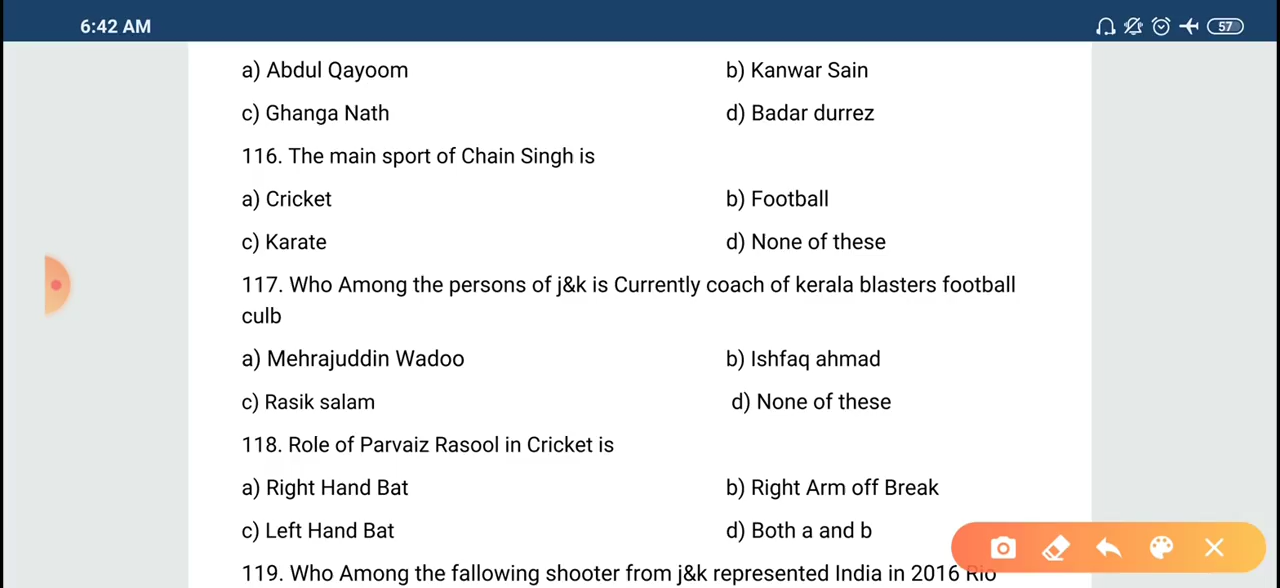 6:42 AM 57
a) Abdul Qayoom b) Kanwar Sain
c) Ghanga Nath d) Badar durrez
116. The main sport of Chain Singh is
a) Cricket b) Football
c) Karate d) None of these
117. Who Among the persons of j&k is Currently coach of kerala blasters football
culb
a) Mehrajuddin Wadoo b) Ishfaq ahmad
c) Rasik salam d) None of these
118. Role of Parvaiz Rasool in Cricket is
a) Right Hand Bat b) Right Arm off Break
c) Left Hand Bat d) Both a and b
119. Who Among the fallowing shooter from j&k represented India in 2016 Rio